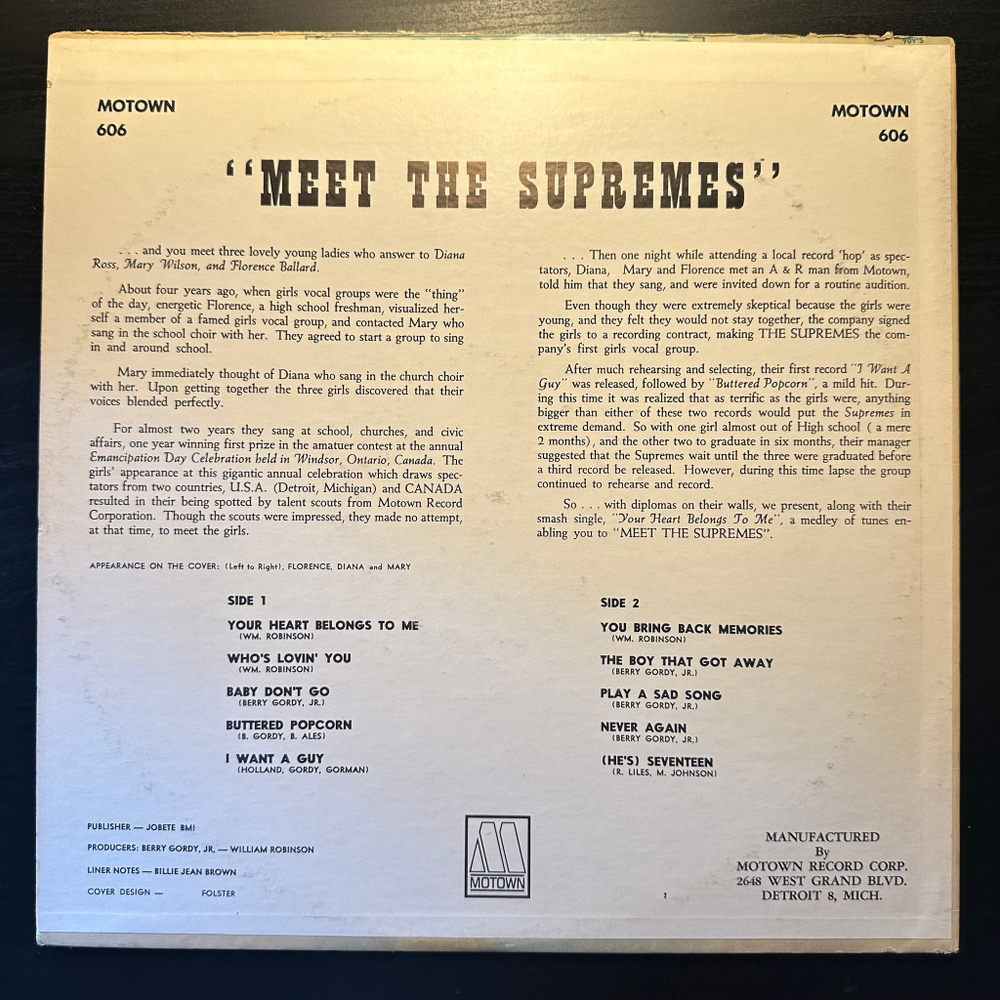 MOTOWN
606
MOTOWN
606
‘‘MEET THE SUPREMES’’
. . . and you meet three lovely young ladies who answer to Diana
Ross, Mary Wilson, and Florence Ballard.
About four years ago, when girls vocal groups were the “thing”
of the day, energetic Florence, a high school freshman, visualized her-
self a member of a famed girls vocal group, and contacted Mary who
sang in the school choir with her. They agreed to start a group to sing
in and around school.
Mary immediately thought of Diana who sang in the church choir
with her. Upon getting together the three girls discovered that their
voices blended perfectly.
For almost two years they sang at school, churches, and civic
affairs, one year winning first prize in the amatuer contest at the annual
Emancipation Day Celebration held in Windsor, Ontario, Canada. The
girls’ appearance at this gigantic annual celebration which draws spec-
tators from two countries, U.S.A. (Detroit, Michigan) and CANADA
resulted in their being spotted by talent scouts from Motown Record
Corporation. Though the scouts were impressed, they made no attempt,
at that time, to meet the girls.
. . . Then one night while attending a local record ‘hop’ as spec-
tators, Diana, Mary and Florence met an A & R man from Motown,
told him that they sang, and were invited down for a routine audition.
Even though they were extremely skeptical because the girls were
young, and they felt they would not stay together, the company signed
the girls to a recording contract, making THE SUPREMES the com-
pany’s first girls vocal group.
After much rehearsing and selecting, their first record “I Want A
Guy” was released, followed by “Buttered Popcorn”, a mild hit. Dur-
ing this time it was realized that as terrific as the girls were, anything
bigger than either of these two records would put the Supremes in
extreme demand. So with one girl almost out of High school ( a mere
2 months), and the other two to graduate in six months, their manager
suggested that the Supremes wait until the three were graduated before
a third record be released. However, during this time lapse the group
continued to rehearse and record.
So . . . with diplomas on their walls, we present, along with their
smash single, “Your Heart Belongs To Me”, a medley of tunes en-
abling you to “MEET THE SUPREMES”.
APPEARANCE ON THE COVER: (Left to Right), FLORENCE, DIANA and MARY
SIDE 1
YOUR HEART BELONGS TO ME
(WM. ROBINSON)
WHO'S LOVIN' YOU
(WM. ROBINSON)
BABY DON'T GO
(BERRY GORDY, JR.)
BUTTERED POPCORN
(B. GORDY, B. ALES)
I WANT A GUY
(HOLLAND, GORDY, GORMAN)
SIDE 2
YOU BRING BACK MEMORIES
(WM. ROBINSON)
THE BOY THAT GOT AWAY
(BERRY GORDY, JR.)
PLAY A SAD SONG
(BERRY GORDY, JR.)
NEVER AGAIN
(BERRY GORDY, JR.)
(HE'S) SEVENTEEN
(R. LILES, M. JOHNSON)
PUBLISHER — JOBETE BMI
PRODUCERS: BERRY GORDY, JR. — WILLIAM ROBINSON
LINER NOTES — BILLIE JEAN BROWN
COVER DESIGN — FOLSTER
M
MOTOWN
2
MANUFACTURED
By
MOTOWN RECORD CORP.
2648 WEST GRAND BLVD.
DETROIT 8, MICH.